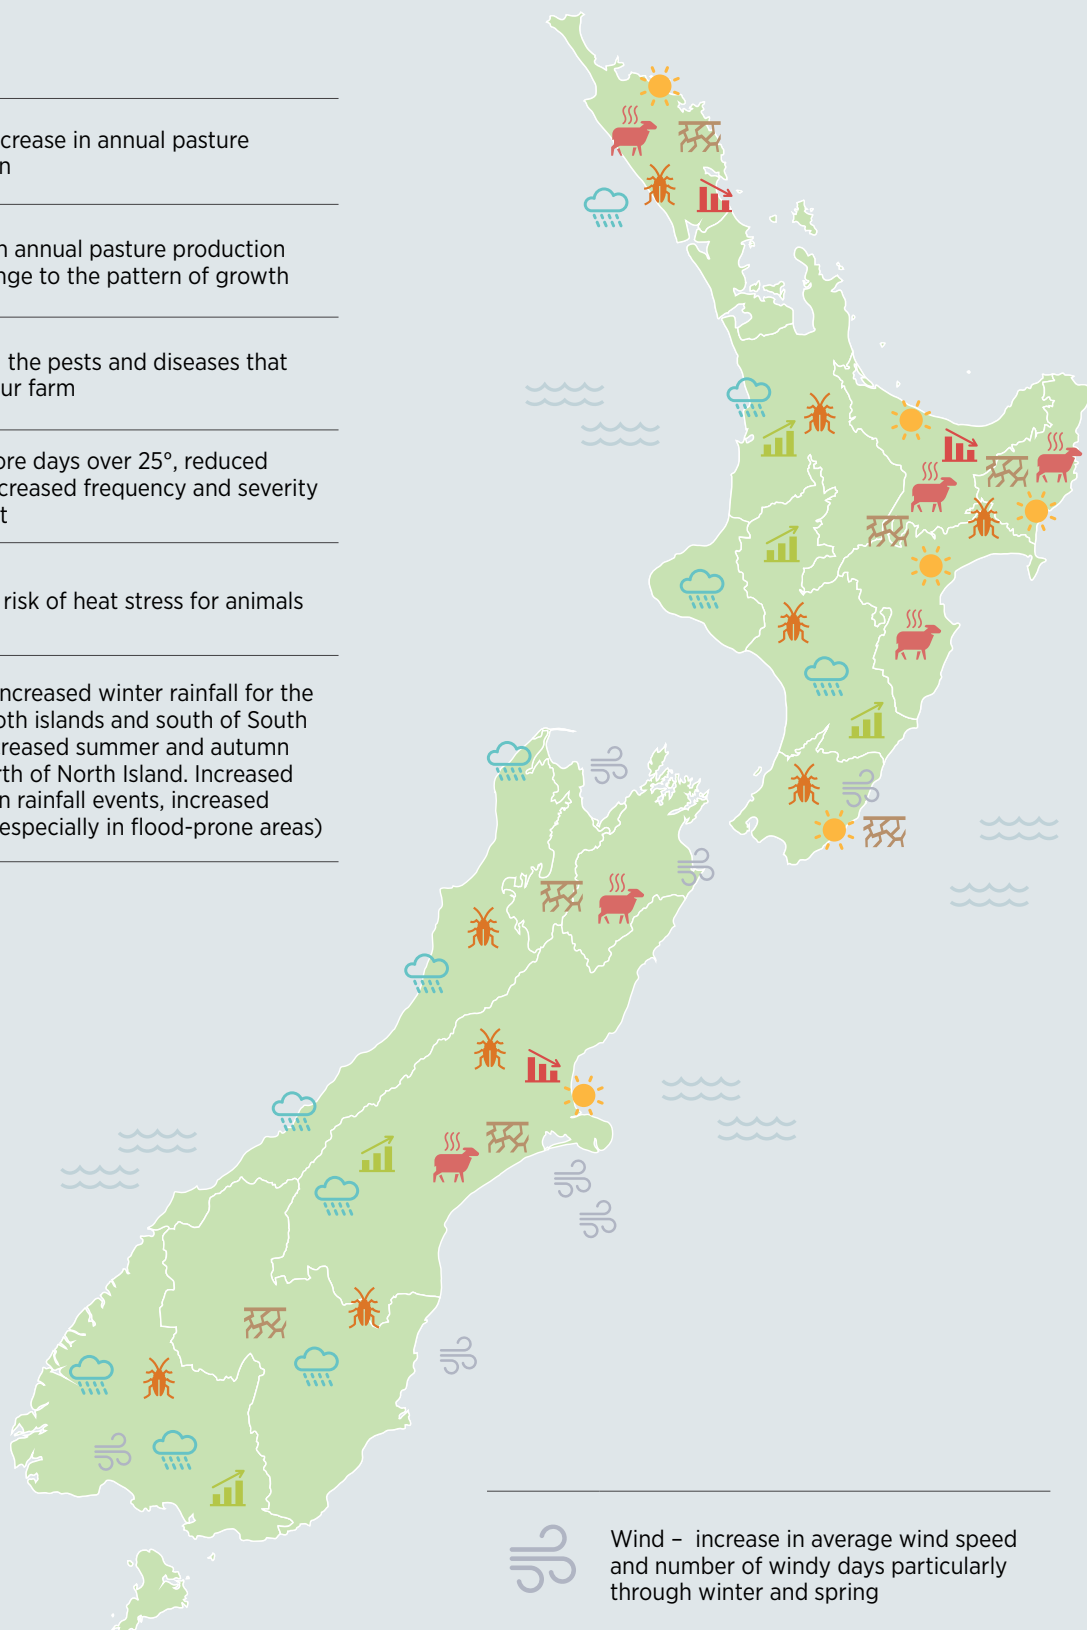 crease in annual pasture
n
n annual pasture production
nge to the pattern of growth
the pests and diseases that
ur farm
ore days over 25°, reduced
creased frequency and severity
t
risk of heat stress for animals
ncreased winter rainfall for the
oth islands and south of South
creased summer and autumn
rth of North Island. Increased
n rainfall events, increased
especially in flood-prone areas)
Wind – increase in average wind speed
and number of windy days particularly
through winter and spring